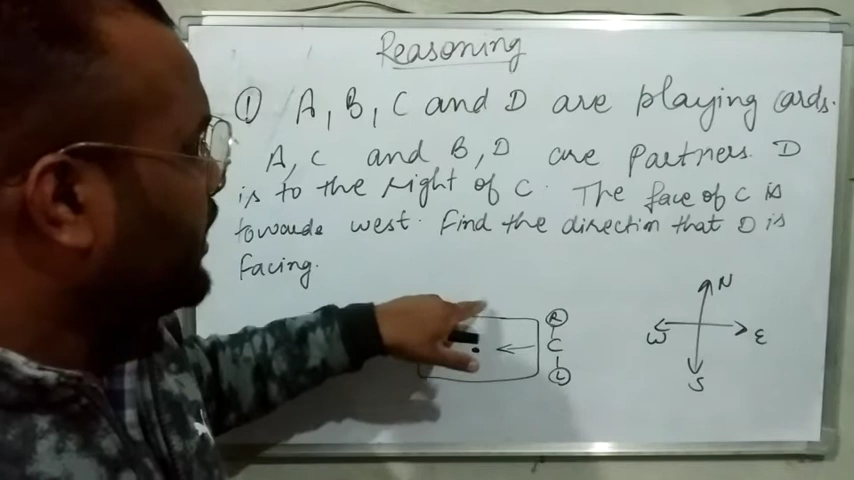 Reasoning
① A, B, C and D are playing cards.
A, C and B, D are partners. D
is to the right of C. The face of C is
towards west. Find the direction that D is
facing.
N
W E
S
R
C
L